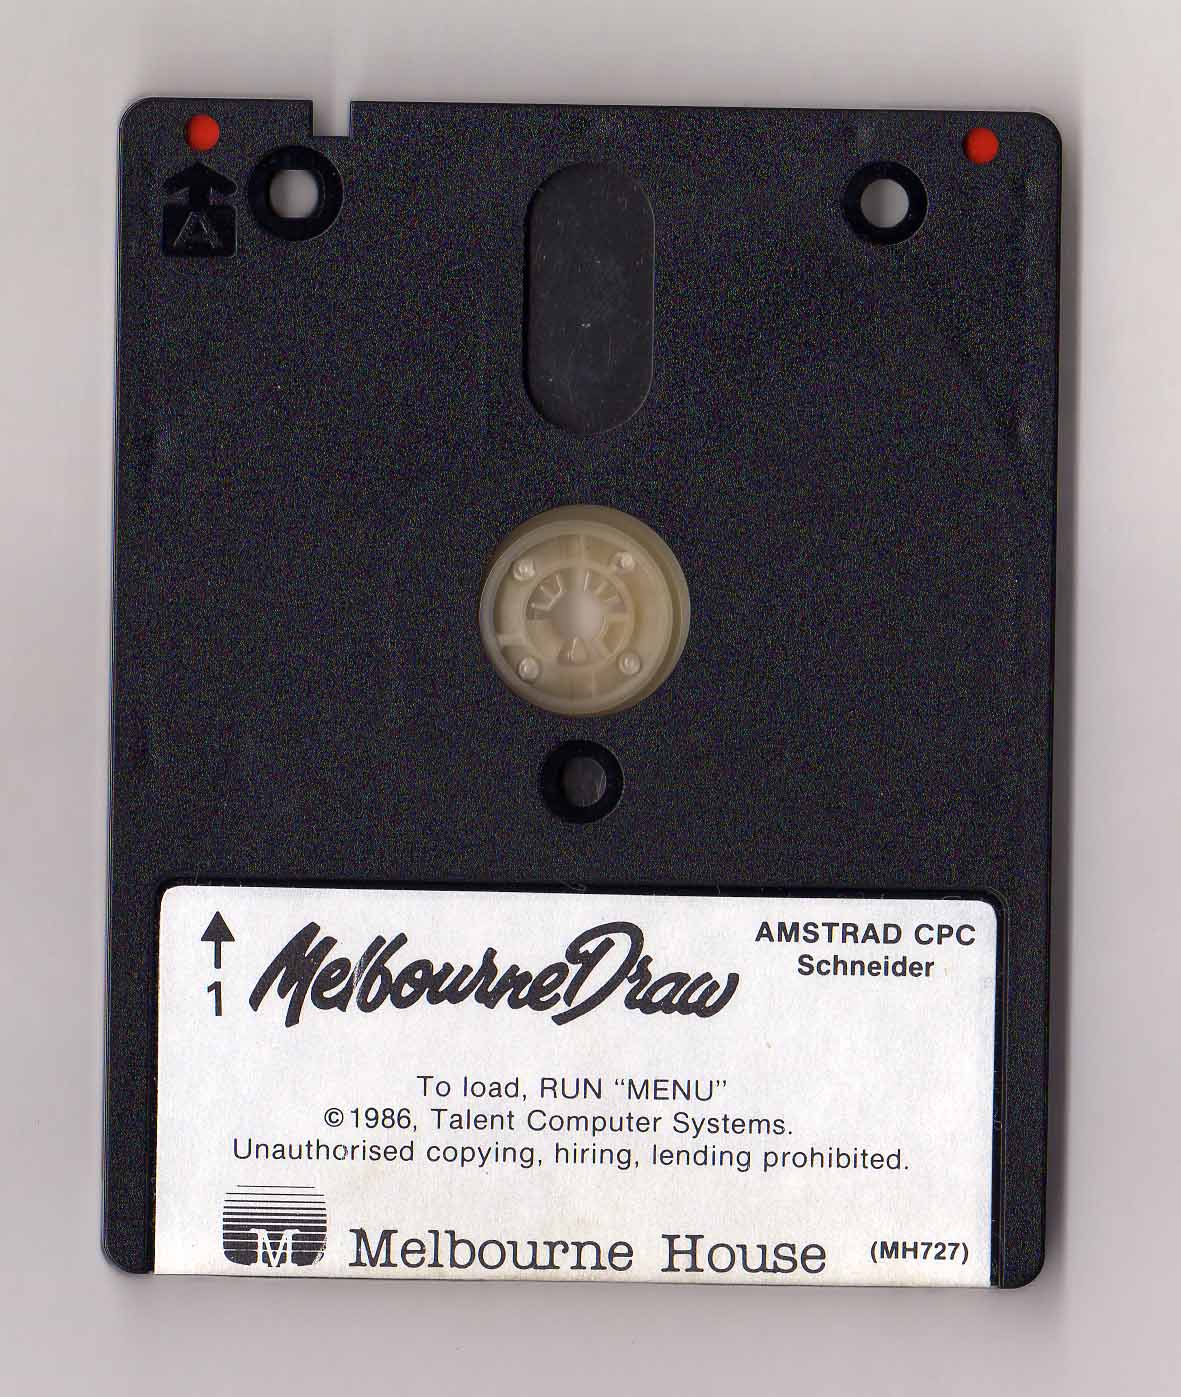 A
1
MelbourneDraw
AMSTRAD CPC
Schneider
To load, RUN “MENU”
©1986, Talent Computer Systems.
Unauthorised copying, hiring, lending prohibited.
M
Melbourne House (MH727)